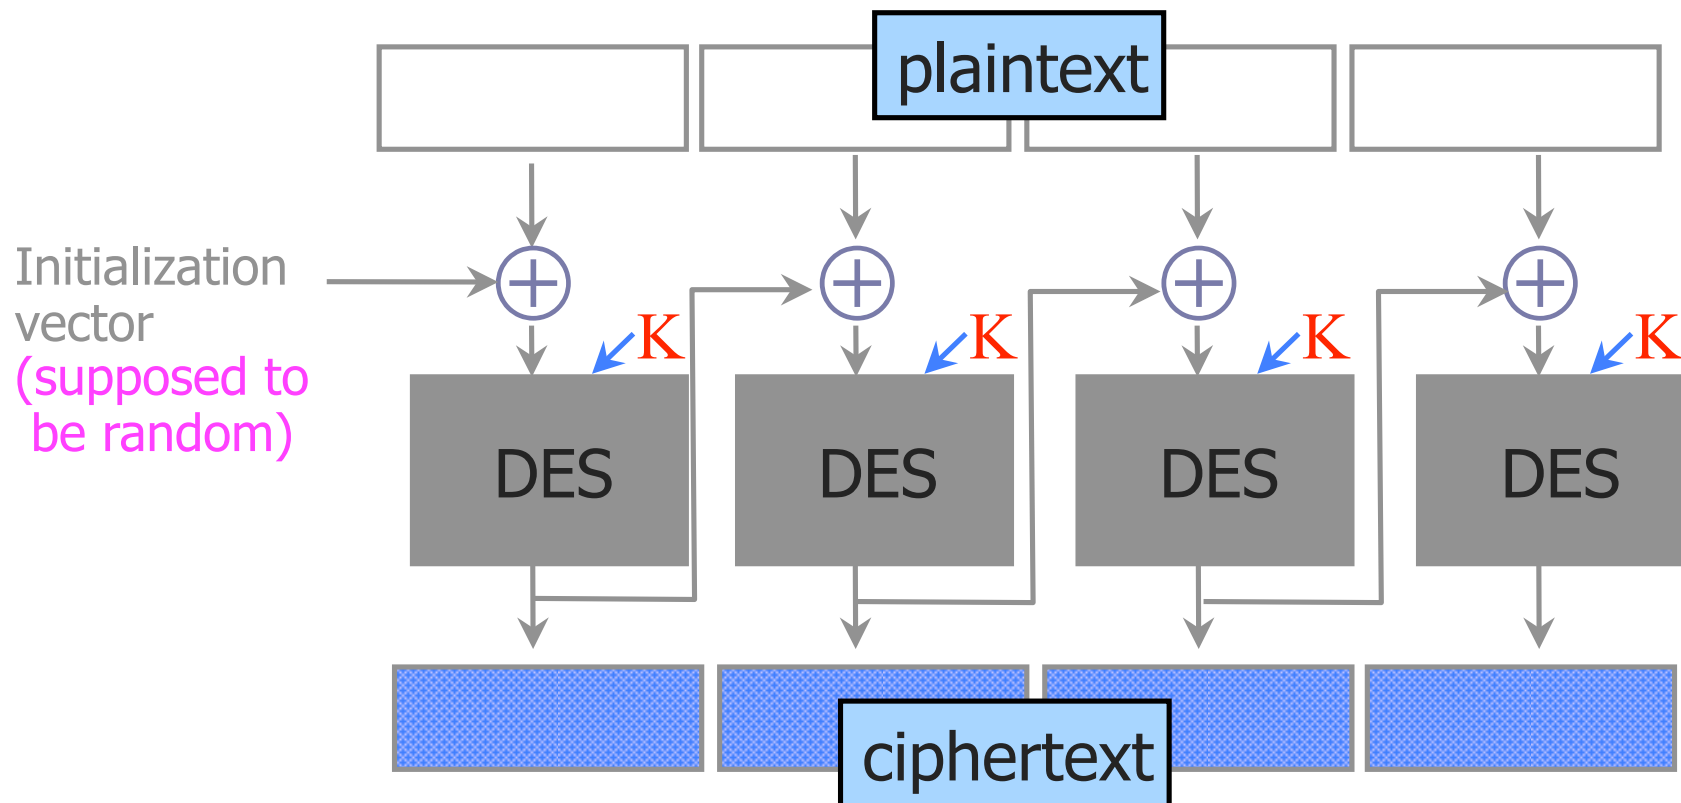 plaintext
Initialization
vector
(supposed to
be random)
K K K K
DES DES DES DES
ciphertext